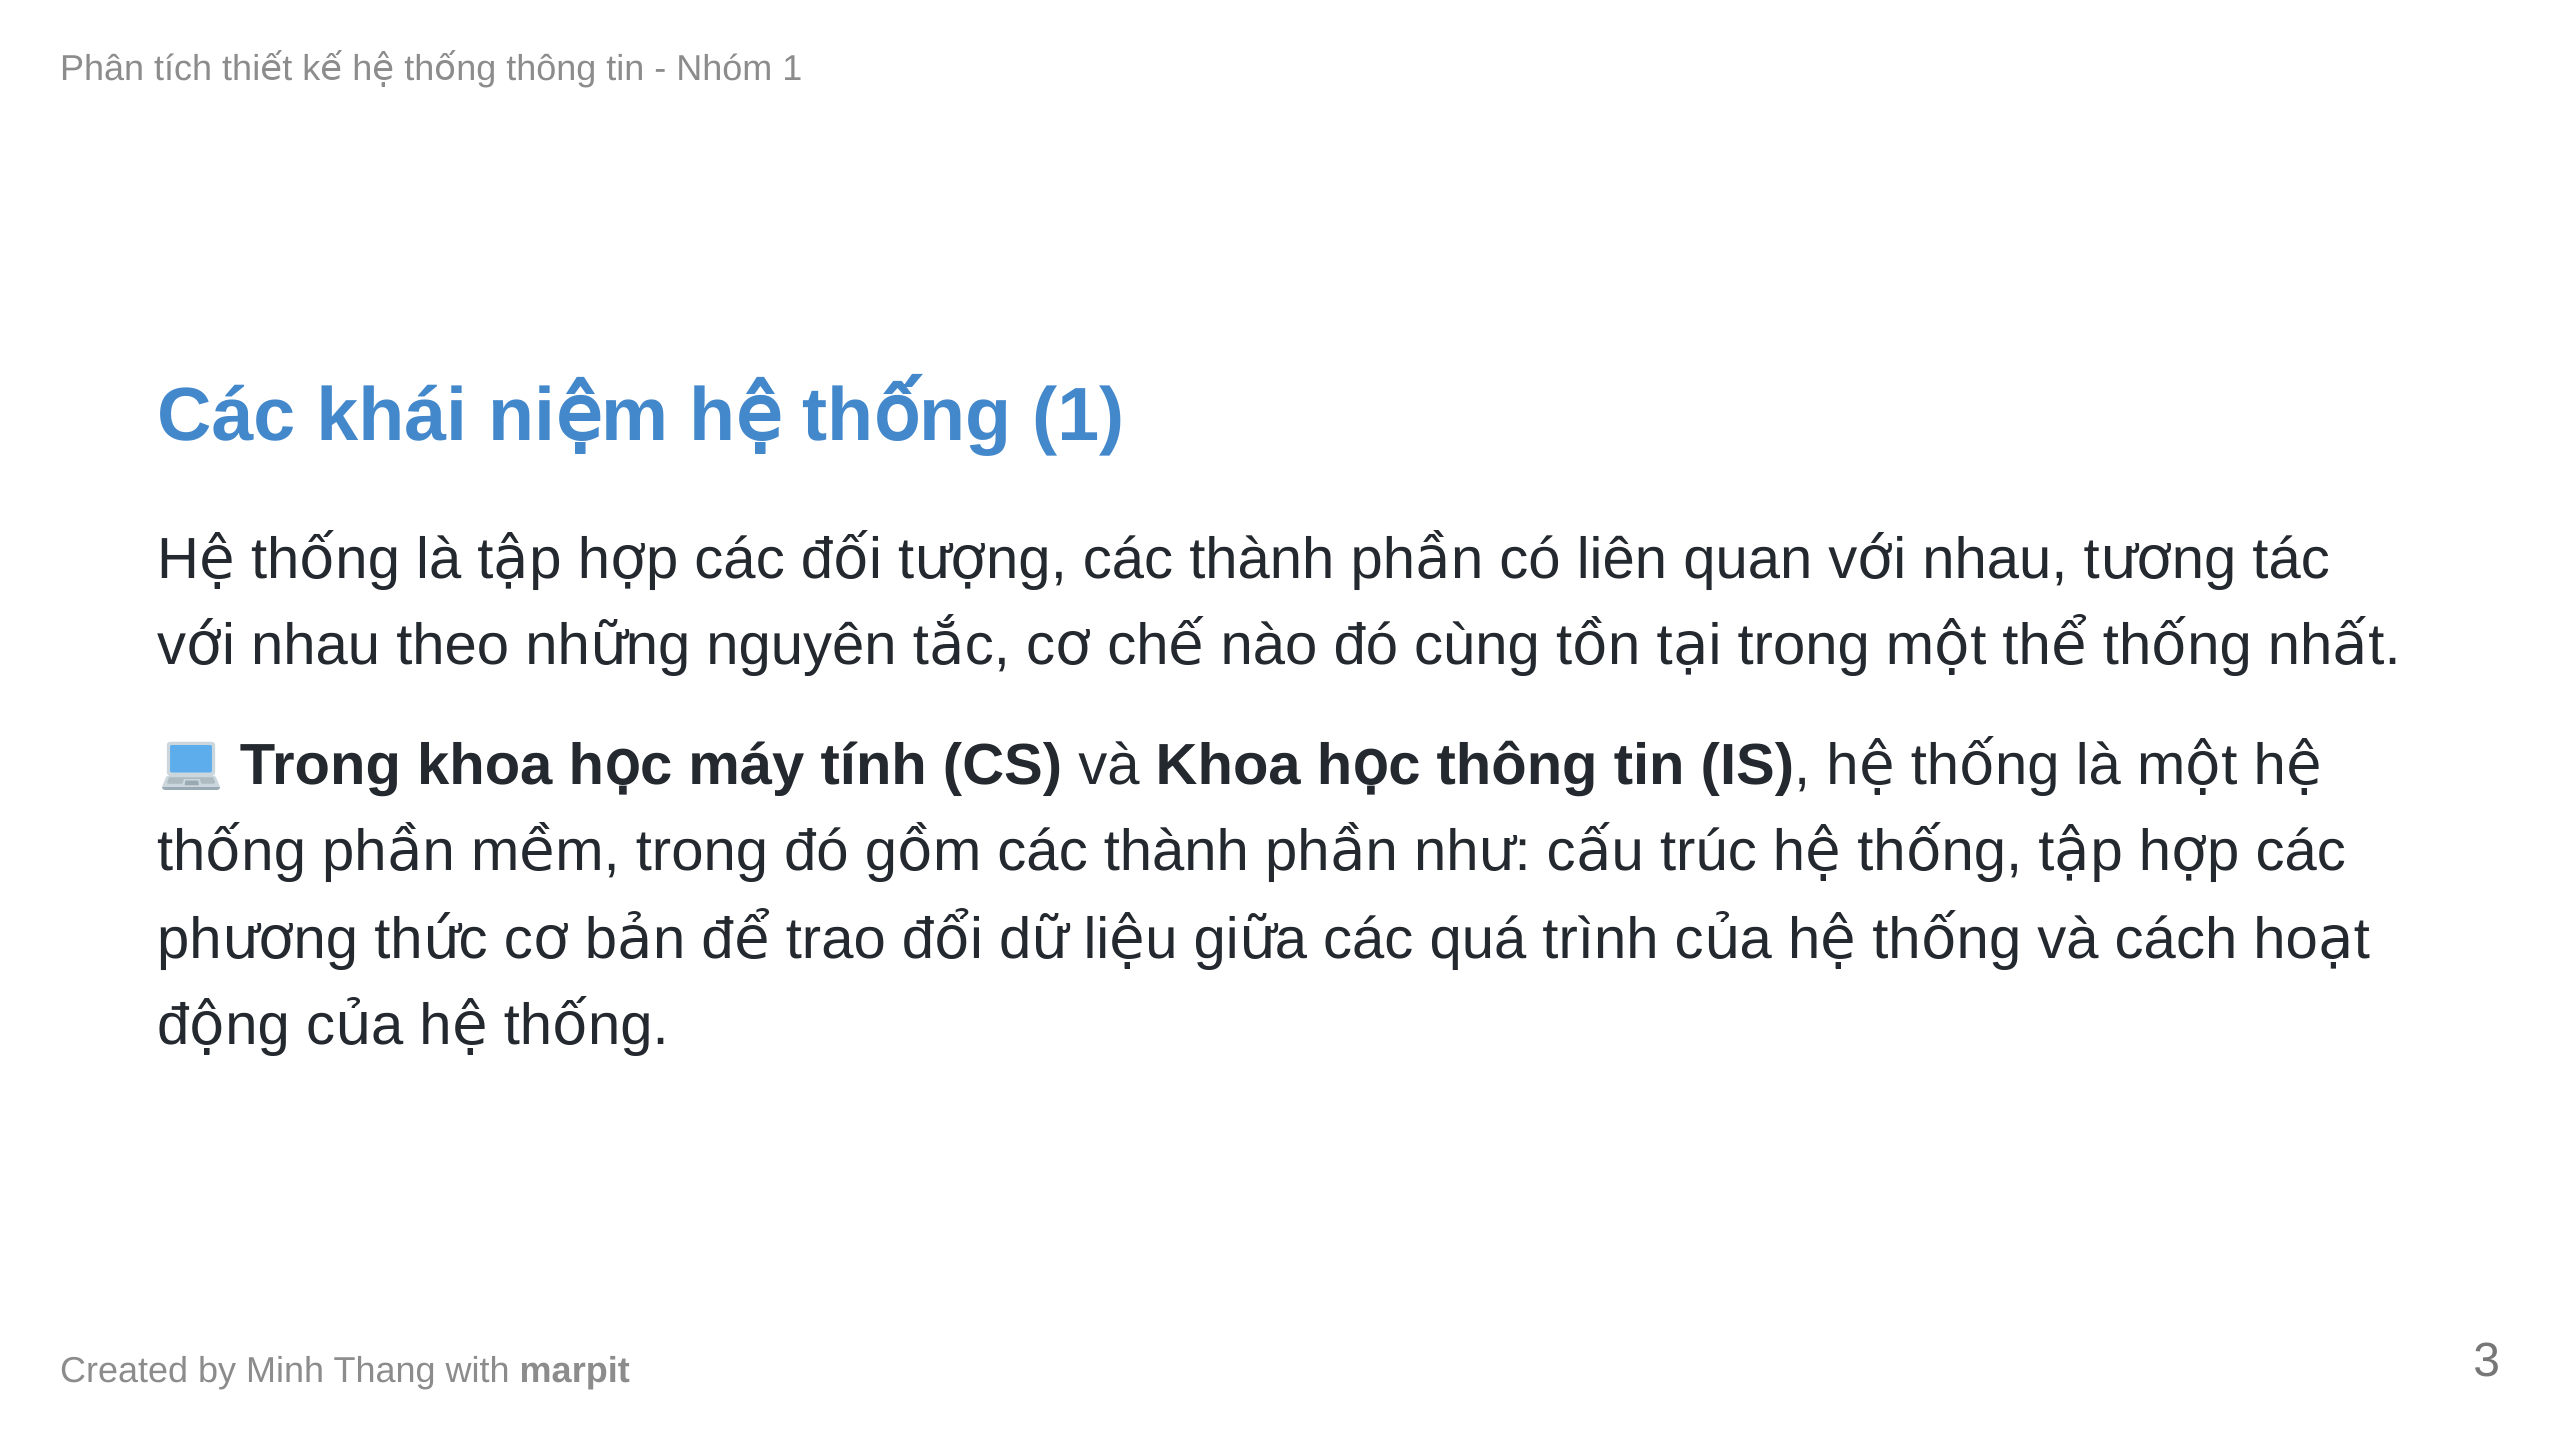 Phân tích thiết kế hệ thống thông tin - Nhóm 1
Các khái niệm hệ thống (1)
Hệ thống là tập hợp các đối tượng, các thành phần có liên quan với nhau, tương tác
với nhau theo những nguyên tắc, cơ chế nào đó cùng tồn tại trong một thể thống nhất.
💻 Trong khoa học máy tính (CS) và Khoa học thông tin (IS), hệ thống là một hệ
thống phần mềm, trong đó gồm các thành phần như: cấu trúc hệ thống, tập hợp các
phương thức cơ bản để trao đổi dữ liệu giữa các quá trình của hệ thống và cách hoạt
động của hệ thống.
Created by Minh Thang with marpit
3